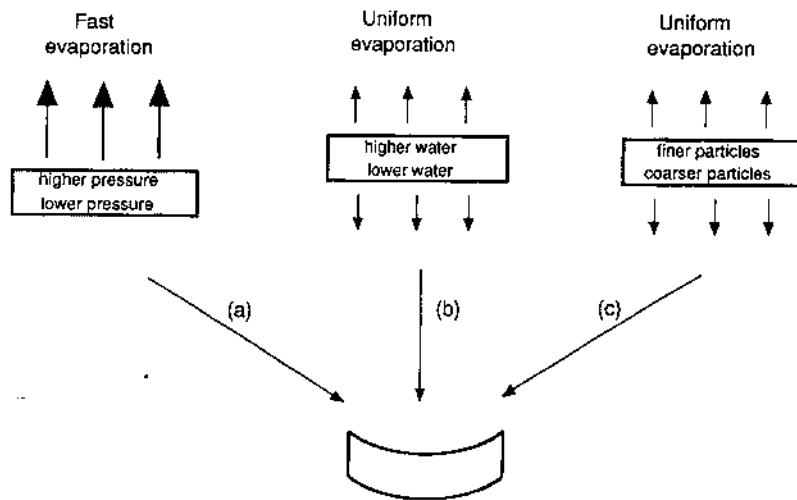 Fast
evaporation
Uniform
evaporation
Uniform
evaporation
higher pressure
lower pressure
higher water
lower water
finer particles
coarser particles
(a)
(b)
(c)